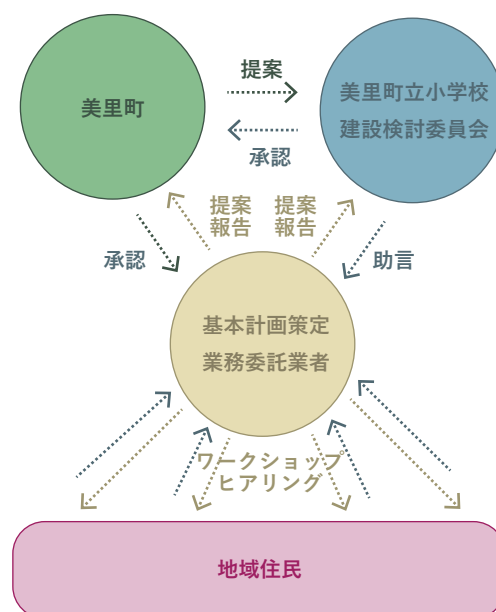 提案
美里町
美里町立小学校
建設検討委員会
承認
提案
報告
提案
報告
承認
助言
基本計画策定
業務委託業者
ワークショップ
ヒアリング
地域住民